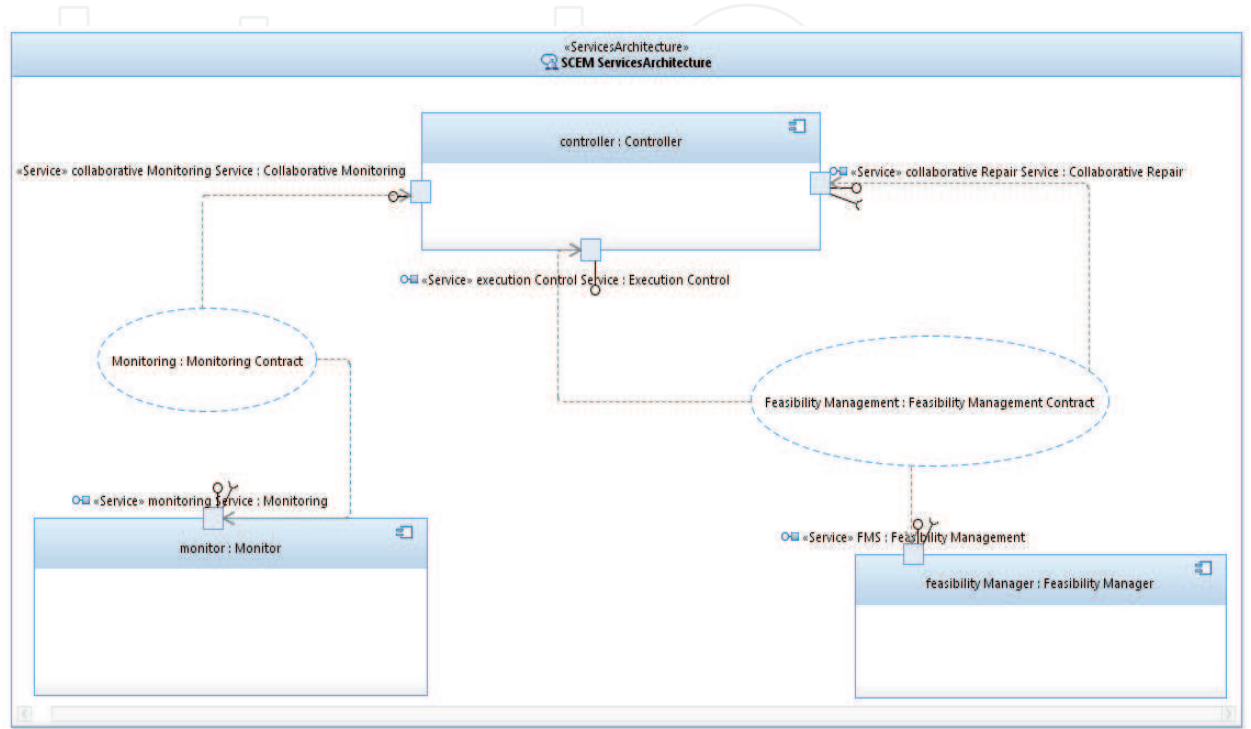 «ServicesArchitecture»
SCEM ServicesArchitecture
controller : Controller
«Service» collaborative Monitoring Service : Collaborative Monitoring
«Service» collaborative Repair Service : Collaborative Repair
«Service» execution Control Service : Execution Control
Monitoring : Monitoring Contract
Feasibility Management : Feasibility Management Contract
«Service» monitoring Service : Monitoring
«Service» FMS : Feasibility Management
monitor : Monitor
feasibility Manager : Feasibility Manager